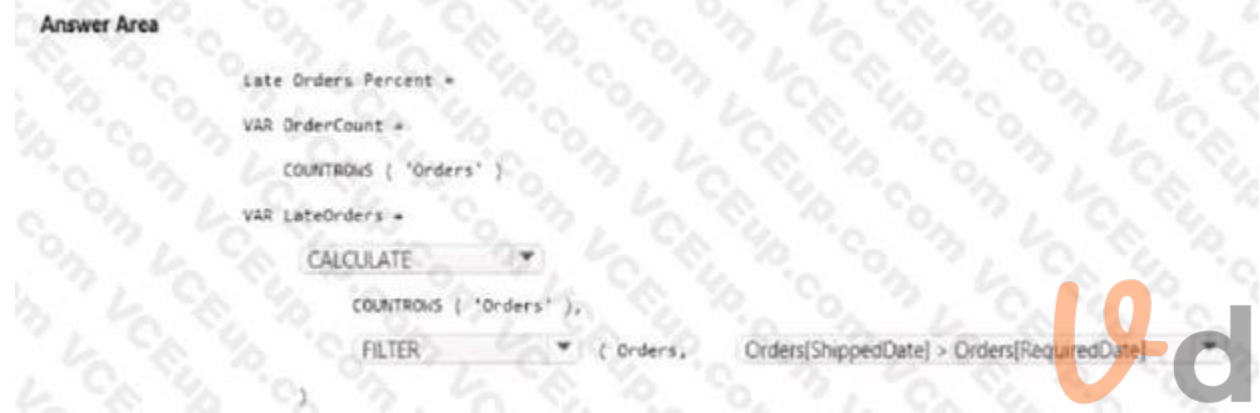 Answer Area
Late Orders Percent =
VAR OrderCount =
COUNTROWS ( 'Orders' )
VAR LateOrders =
CALCULATE
COUNTROWS ( 'Orders' ),
FILTER ( Orders, Orders[ShippedDate] > Orders[RequiredDate]
)